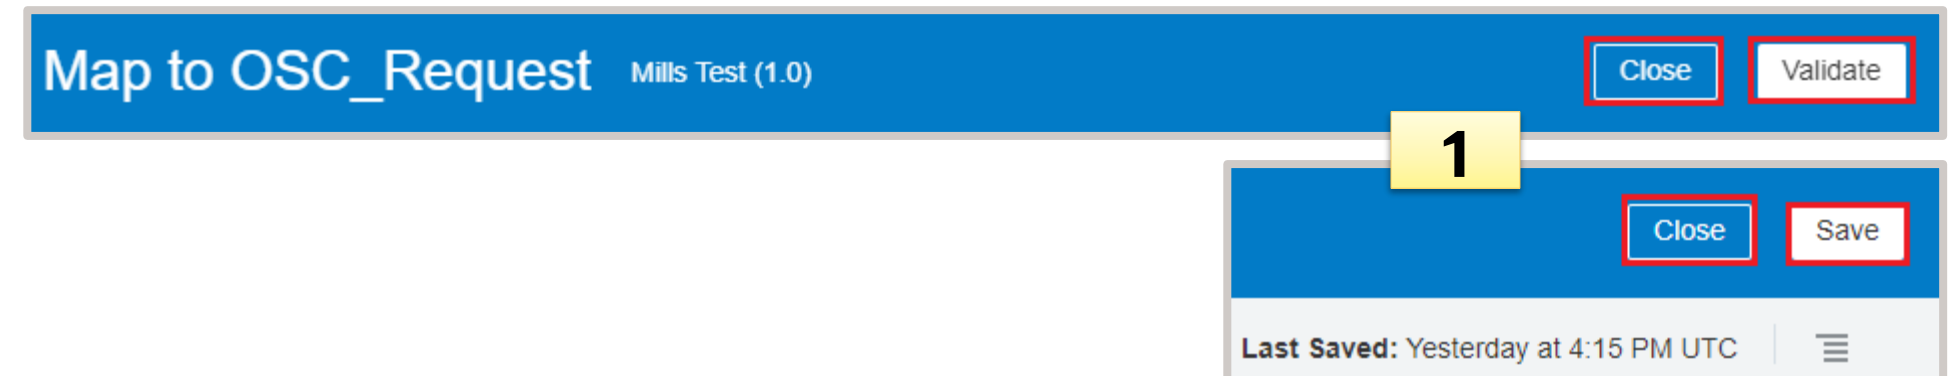 Map to OSC_Request Mills Test (1.0) Close Validate
1
Close Save
Last Saved: Yesterday at 4:15 PM UTC